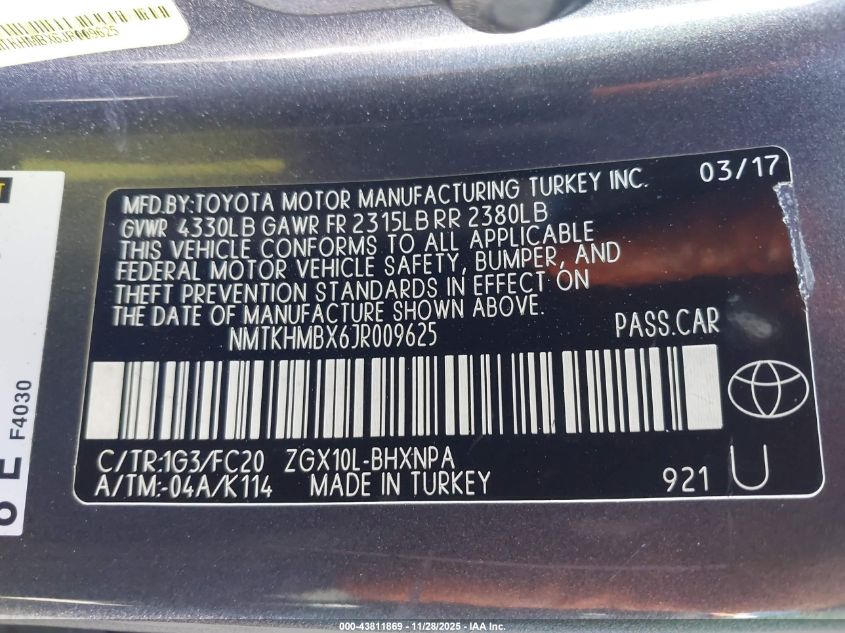 KHMBX6JR009625
MFD.BY:TOYOTA MOTOR MANUFACTURING TURKEY INC. 03/17
GVWR 4330LB GAWR FR 2315LB RR 2380LB
THIS VEHICLE CONFORMS TO ALL APPLICABLE
FEDERAL MOTOR VEHICLE SAFETY, BUMPER, AND
THEFT PREVENTION STANDARDS IN EFFECT ON
THE DATE OF MANUFACTURE SHOWN ABOVE.
NMTKHMBX6JR009625 PASS.CAR
C/TR:1G3/FC20 ZGX10L-BHXNPA
A/TM:-04A/K114 MADE IN TURKEY 921 U
F4030
E
000-43811869 - 11/28/2025 - IAA Inc.